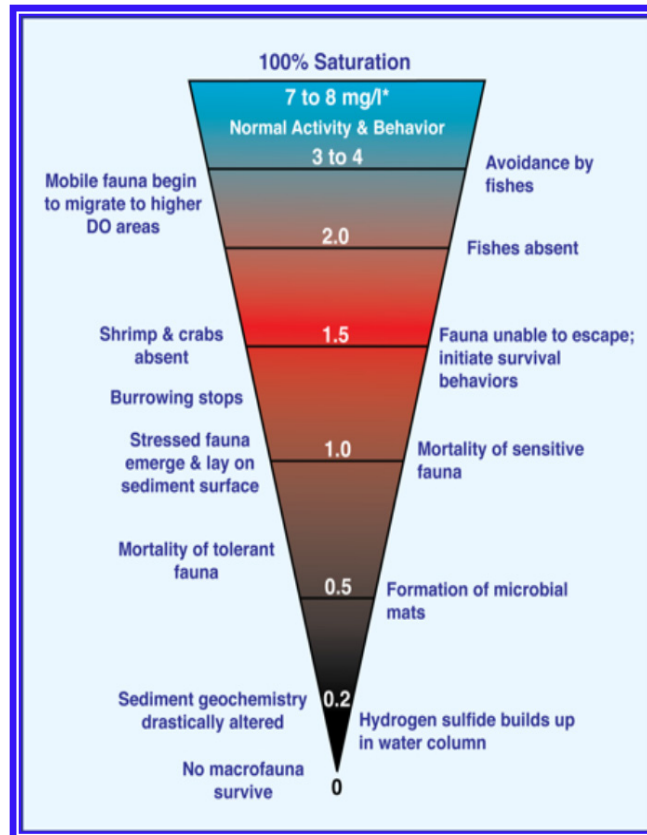 100% Saturation
7 to 8 mg/l*
Normal Activity & Behavior
3 to 4
Avoidance by
fishes
Mobile fauna begin
to migrate to higher
DO areas
2.0
Fishes absent
Shrimp & crabs
absent
1.5
Fauna unable to escape;
initiate survival
behaviors
Burrowing stops
Stressed fauna
emerge & lay on
sediment surface
1.0
Mortality of sensitive
fauna
Mortality of tolerant
fauna
0.5
Formation of microbial
mats
Sediment geochemistry
drastically altered
0.2
Hydrogen sulfide builds up
in water column
No macrofauna
survive
0